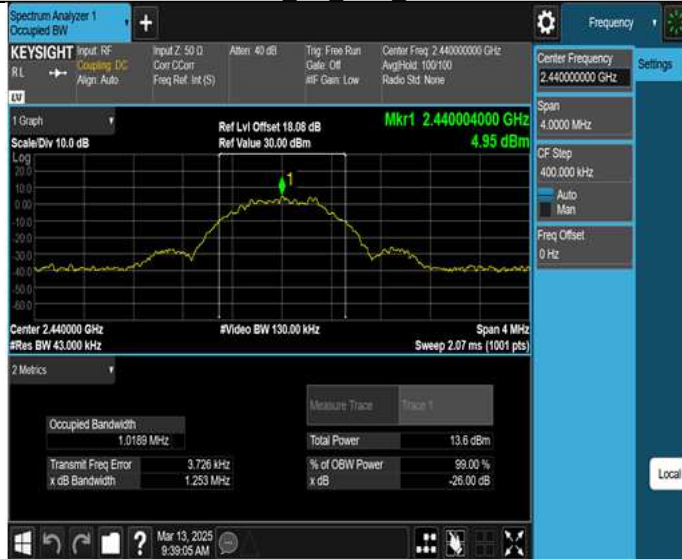 Spectrum Analyzer 1
Occupied BW
+
Frequency
KEYSIGHT
Input: RF
Input Z: 50 Ω
Atten: 40 dB
Trig: Free Run
Center Freq: 2.440000000 GHz
RL
Coupling: DC
Corr CCorr
Gate: Off
Avg|Hold: 100/100
Align: Auto
Freq Ref: Int (S)
#IF Gain: Low
Radio Std: None
LV
Center Frequency
2.440000000 GHz
Settings
Span
4.0000 MHz
CF Step
400.000 kHz
Auto
Man
Freq Offset
0 Hz
1 Graph
Scale/Div 10.0 dB
Ref Lvl Offset 18.08 dB
Ref Value 30.00 dBm
Mkr1 2.440004000 GHz
4.95 dBm
Log
20.0
10.0
0.00
-10.0
-20.0
-30.0
-40.0
-50.0
-60.0
1
Center 2.440000 GHz
#Video BW 130.00 kHz
Span 4 MHz
#Res BW 43.000 kHz
Sweep 2.07 ms (1001 pts)
2 Metrics
Measure Trace
Trace 1
Occupied Bandwidth
1.0189 MHz
Total Power
13.6 dBm
Transmit Freq Error
3.726 kHz
% of OBW Power
99.00 %
x dB Bandwidth
1.253 MHz
x dB
-26.00 dB
Local
?
Mar 13, 2025
9:39:05 AM